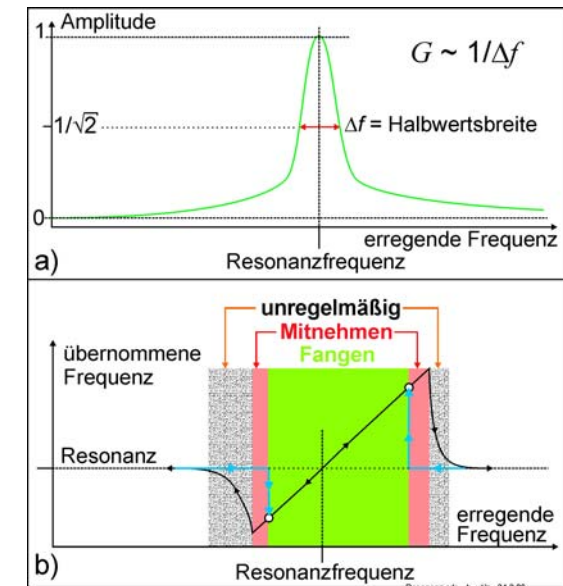 1
Amplitude
G ~ 1/Δf
1/√2
Δf = Halbwertsbreite
0
erregende Frequenz
a)
Resonanzfrequenz
unregelmäßig
Mitnehmen
Fangen
übernommene
Frequenz
Resonanz
erregende
Frequenz
b)
Resonanzfrequenz